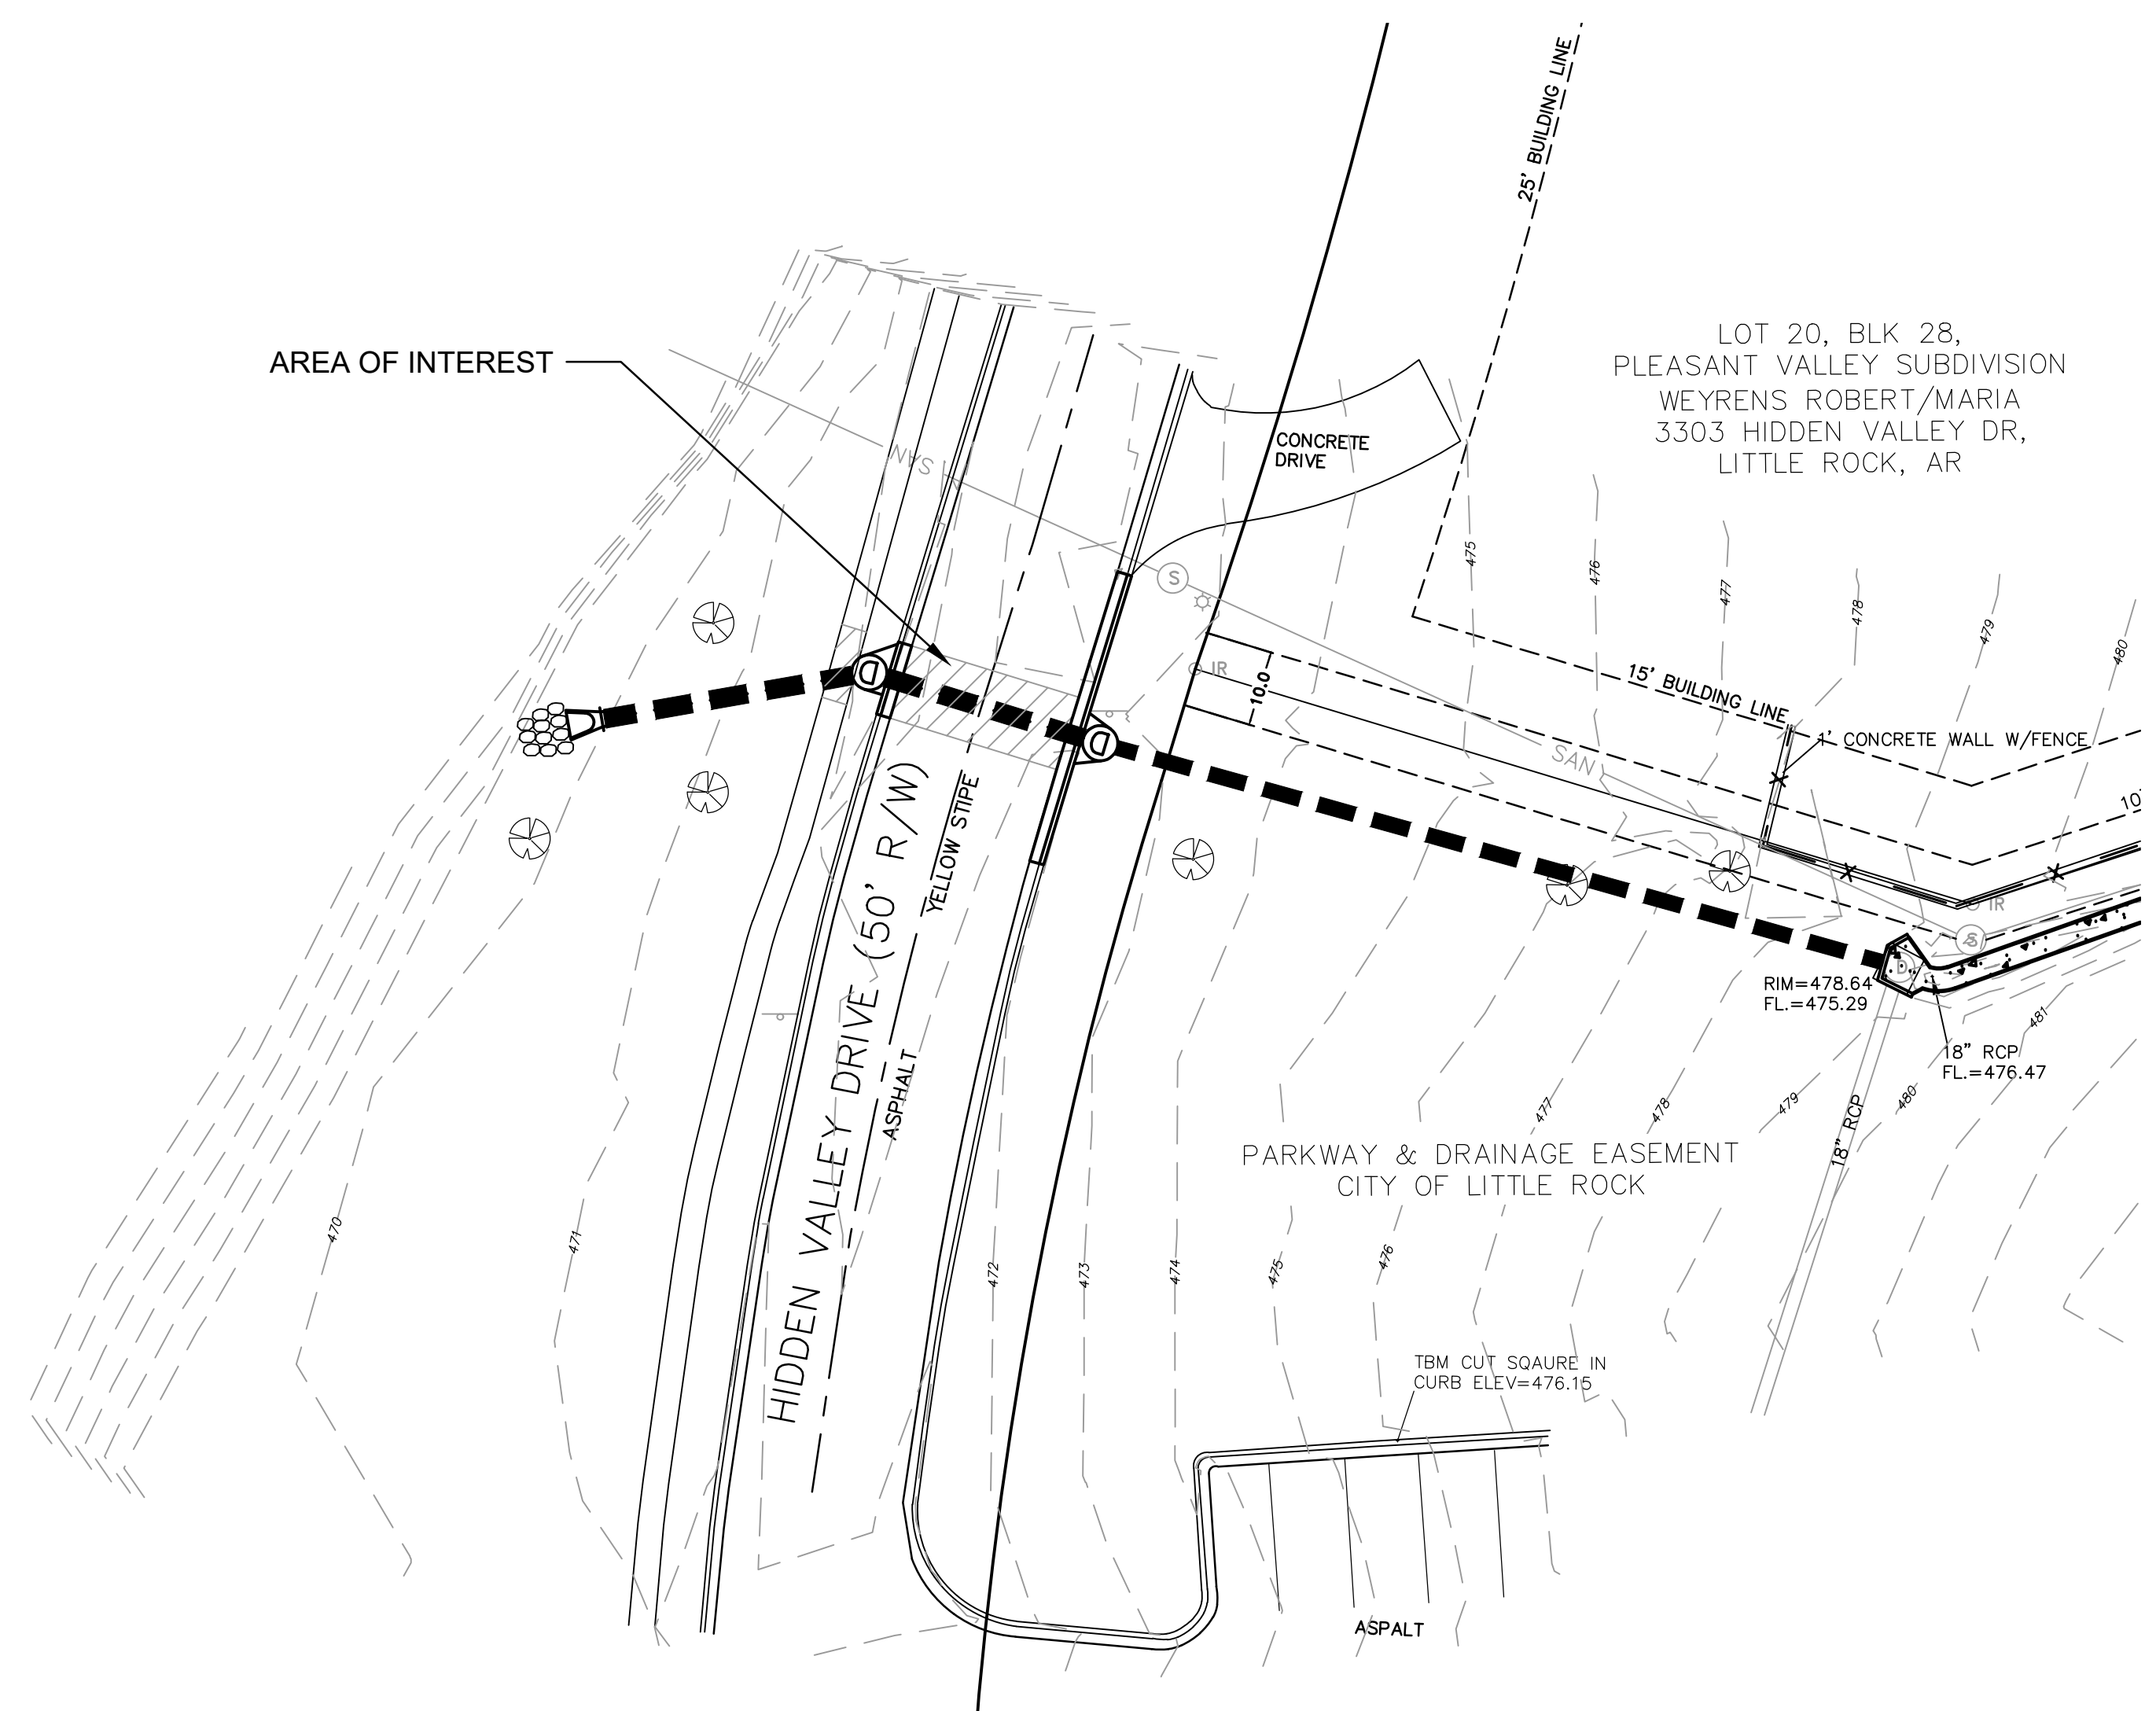 25' BUILDING LINE
LOT 20, BLK 28,
PLEASANT VALLEY SUBDIVISION
WEYRENS ROBERT/MARIA
3303 HIDDEN VALLEY DR,
LITTLE ROCK, AR
AREA OF INTEREST
CONCRETE
DRIVE
SAN
S
475
476
477
478
479
480
IR
10.0
15' BUILDING LINE
D
D
1' CONCRETE WALL W/FENCE
SAN
10'
HIDDEN VALLEY DRIVE (50' R/W)
YELLOW STIPE
ASPHALT
IR
S
D
RIM=478.64
FL.=475.29
18" RCP
FL.=476.47
481
480
479
478
477
18" RCP
PARKWAY & DRAINAGE EASEMENT
CITY OF LITTLE ROCK
470
471
472
473
474
475
476
TBM CUT SQAURE IN
CURB ELEV=476.15
ASPALT